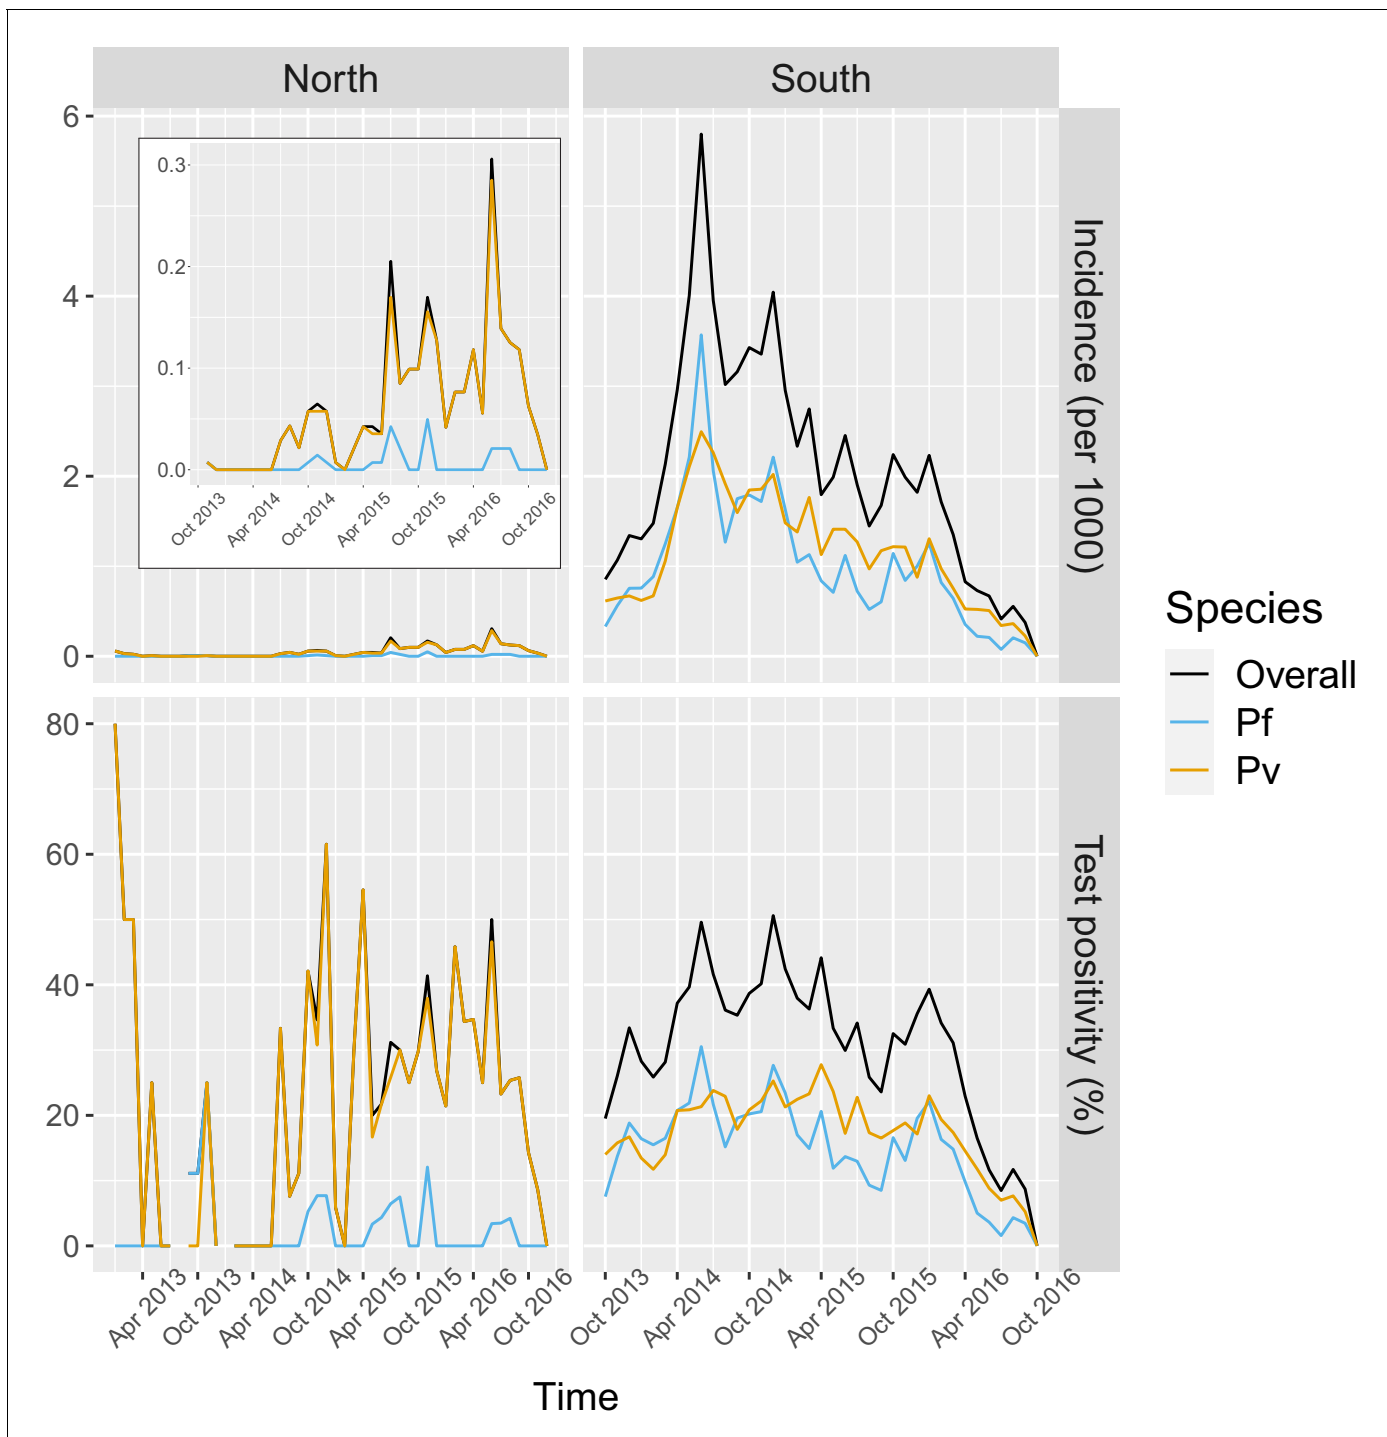 North
South
6
4
2
0
0.3
0.2
0.1
0.0
Oct 2013
Apr 2014
Oct 2014
Apr 2015
Oct 2015
Apr 2016
Oct 2016
Incidence (per 1000)
80
60
40
20
0
Test positivity (%)
Apr 2013
Oct 2013
Apr 2014
Oct 2014
Apr 2015
Oct 2015
Apr 2016
Oct 2016
Oct 2013
Apr 2014
Oct 2014
Apr 2015
Oct 2015
Apr 2016
Oct 2016
Time
Species
Overall
Pf
Pv